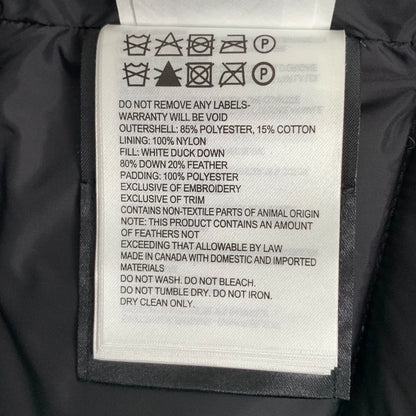 P
P
DO NOT REMOVE ANY LABELS-
WARRANTY WILL BE VOID
OUTERSHELL: 85% POLYESTER, 15% COTTON
LINING: 100% NYLON
FILL: WHITE DUCK DOWN
80% DOWN 20% FEATHER
PADDING: 100% POLYESTER
EXCLUSIVE OF EMBROIDERY
EXCLUSIVE OF TRIM
CONTAINS NON-TEXTILE PARTS OF ANIMAL ORIGIN
NOTE: THIS PRODUCT CONTAINS AN AMOUNT
OF FEATHERS NOT
EXCEEDING THAT ALLOWABLE BY LAW
MADE IN CANADA WITH DOMESTIC AND IMPORTED
MATERIALS
DO NOT WASH. DO NOT BLEACH.
DO NOT TUMBLE DRY. DO NOT IRON.
DRY CLEAN ONLY.